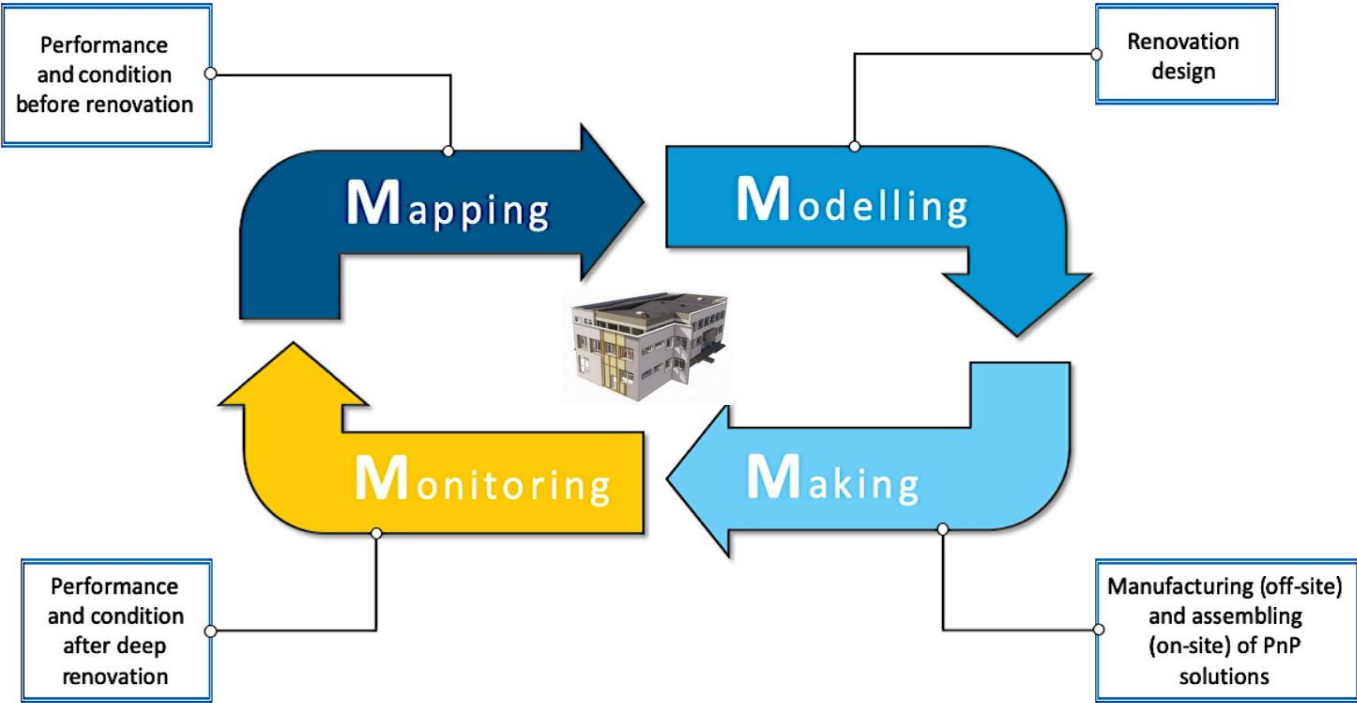 Performance
and condition
before renovation
Renovation
design
Mapping
Modelling
Monitoring
Making
Performance
and condition
after deep
renovation
Manufacturing (off-site)
and assembling
(on-site) of PnP
solutions